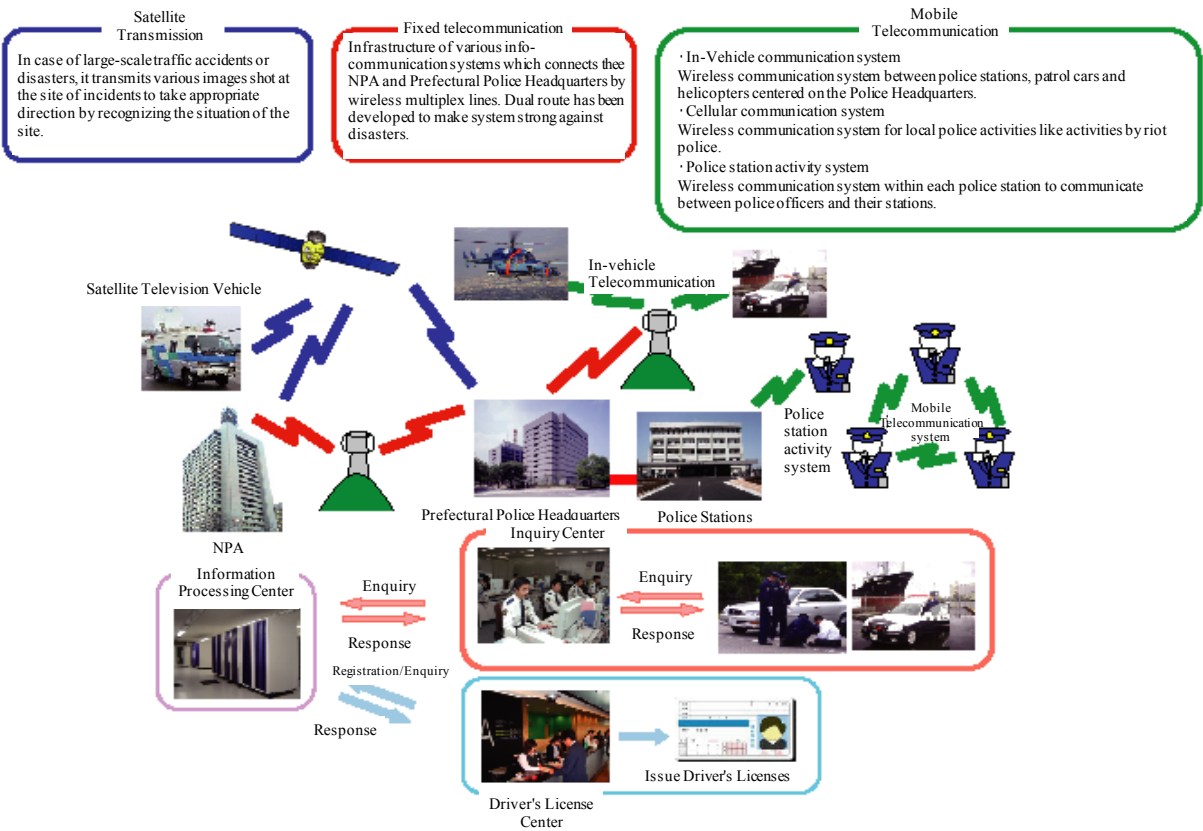 Satellite
Transmission
In case of large-scale traffic accidents or
disasters, it transmits various images shot at
the site of incidents to take appropriate
direction by recognizing the situation of the
site.
Fixed telecommunication
Infrastructure of various info-
communication systems which connects thee
NPA and Prefectural Police Headquarters by
wireless multiplex lines. Dual route has been
developed to make system strong against
disasters.
Mobile
Telecommunication
・In-Vehicle communication system
Wireless communication system between police stations, patrol cars and
helicopters centered on the Police Headquarters.
・Cellular communication system
Wireless communication system for local police activities like activities by riot
police.
・Police station activity system
Wireless communication system within each police station to communicate
between police officers and their stations.
Satellite Television Vehicle
In-vehicle
Telecommunication
Police
station
activity
system
Mobile
Telecommunication
system
NPA
Prefectural Police Headquarters
Police Stations
Information
Processing Center
Enquiry
Response
Inquiry Center
Enquiry
Response
Registration/Enquiry
Response
Issue Driver's Licenses
Driver's License
Center